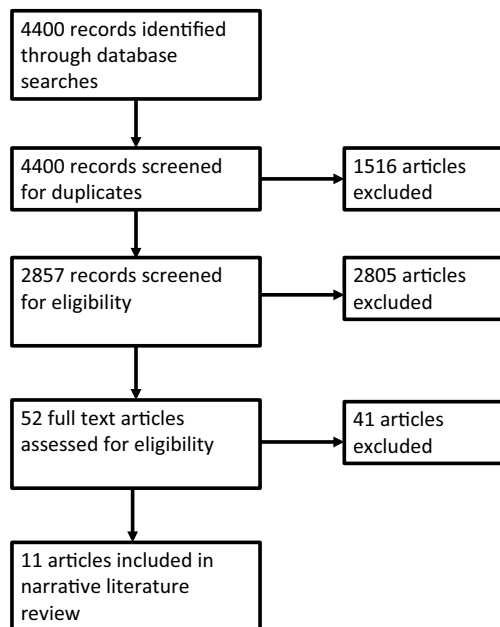 4400 records identified
through database
searches
4400 records screened
for duplicates
1516 articles
excluded
2857 records screened
for eligibility
2805 articles
excluded
52 full text articles
assessed for eligibility
41 articles
excluded
11 articles included in
narrative literature
review